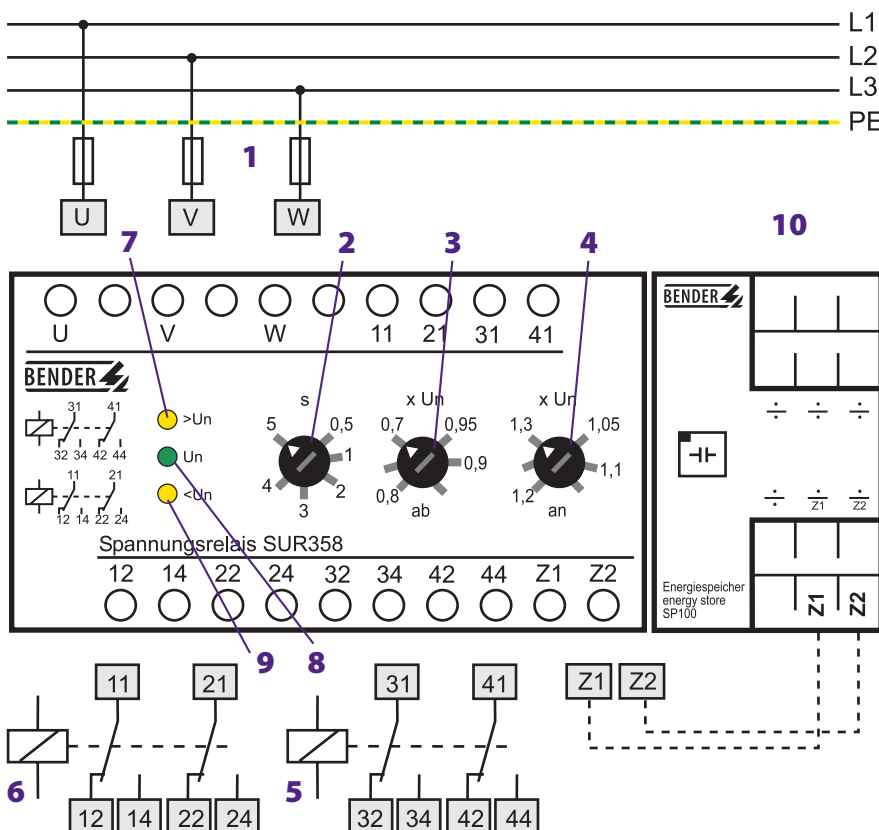 L1
L2
L3
PE
1
U V W
10
7 2 3 4
U V W 11 21 31 41
BENDER
BENDER
31 41
32 34 42 44
11 21
12 14 22 24
>Un
Un
<Un
s
5 0,5
1
4 2
3
x Un
0,7 0,95
0,9
0,8
ab
x Un
1,3 1,05
1,1
1,2
an
Spannungsrelais SUR358
12 14 22 24 32 34 42 44 Z1 Z2
÷ ÷ ÷
÷ ÷ ÷
Z1 Z2
Energiespeicher
energy store
SP100
Z1 Z2
9 8
11 21
31 41
Z1 Z2
6
12 14 22 24
5
32 34 42 44